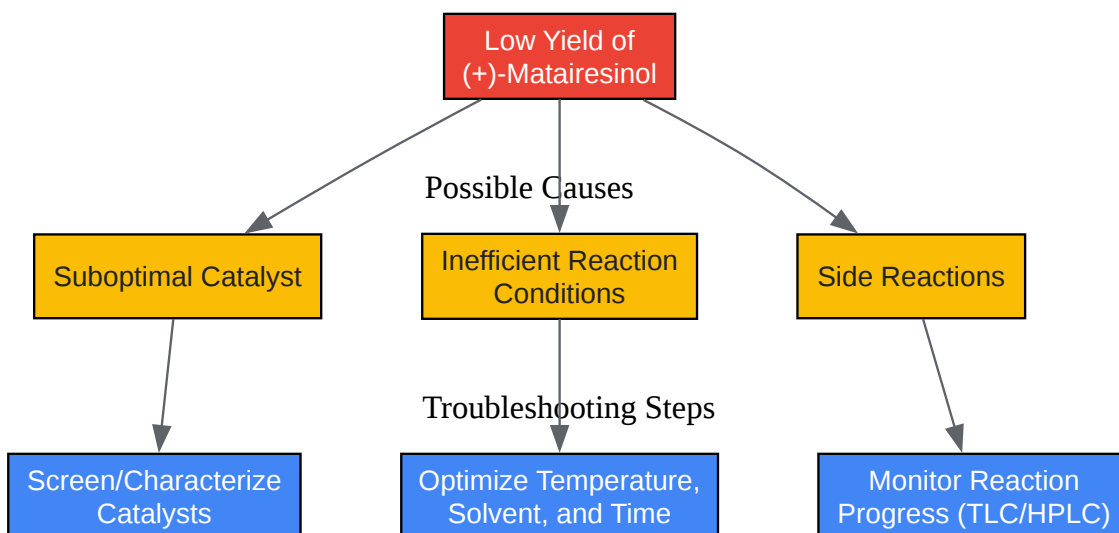 Low Yield of
(+)-Matairesinol
Possible Causes
Suboptimal Catalyst
Inefficient Reaction
Conditions
Side Reactions
Troubleshooting Steps
Screen/Characterize
Catalysts
Optimize Temperature,
Solvent, and Time
Monitor Reaction
Progress (TLC/HPLC)